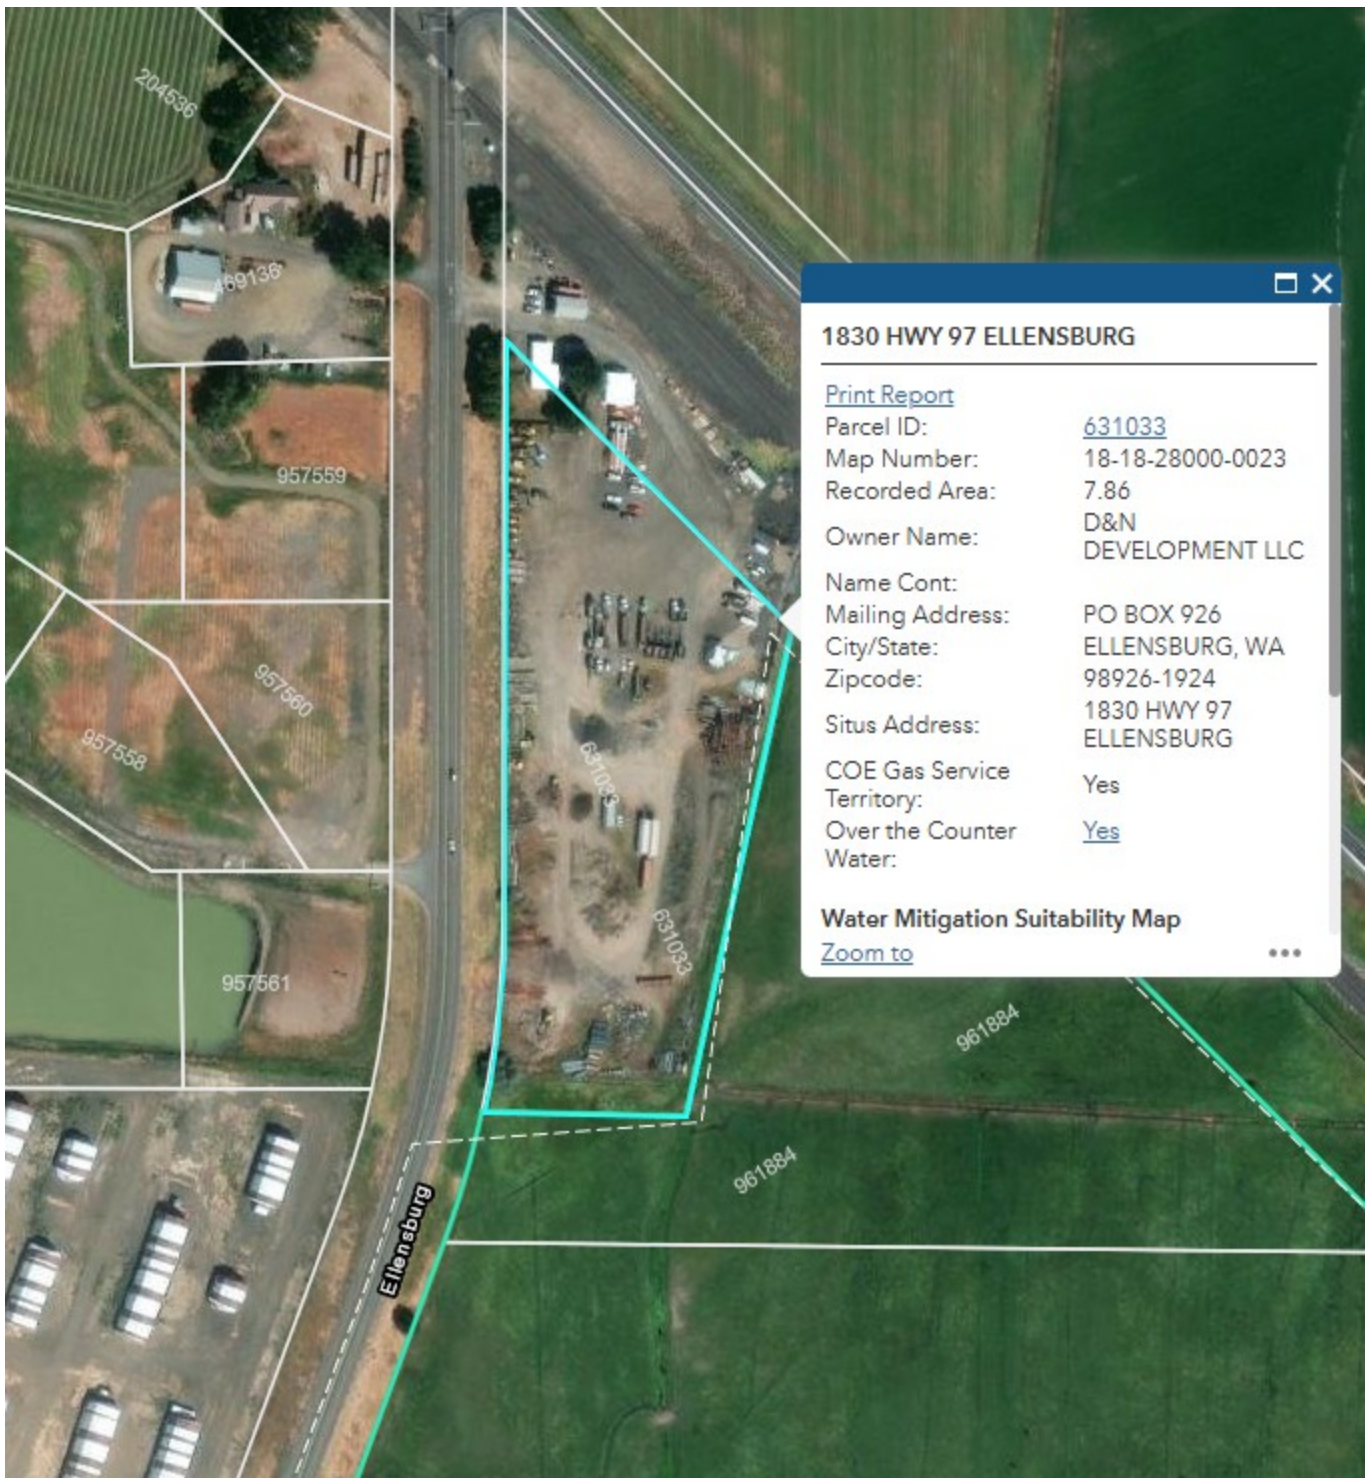 204536
469136
957559
957560
957558
631033
631033
957561
961884
961884
Ellensburg
1830 HWY 97 ELLENSBURG
Print Report
Parcel ID: 631033
Map Number: 18-18-28000-0023
Recorded Area: 7.86
Owner Name: D&N
DEVELOPMENT LLC
Name Cont:
Mailing Address: PO BOX 926
City/State: ELLENSBURG, WA
Zipcode: 98926-1924
Situs Address: 1830 HWY 97
ELLENSBURG
COE Gas Service
Territory: Yes
Over the Counter
Water: Yes
Water Mitigation Suitability Map
Zoom to